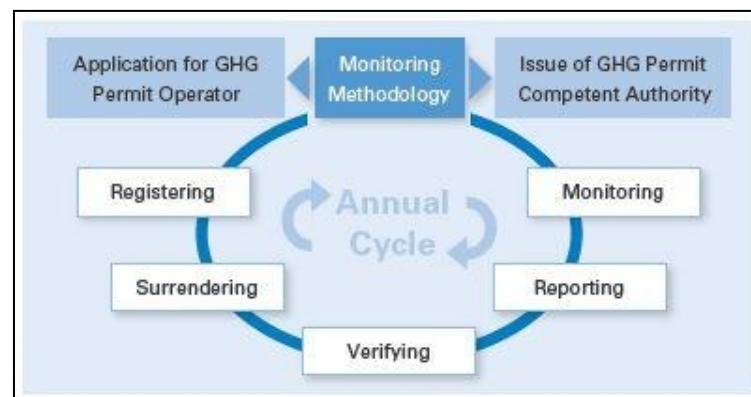 Application for GHG
Permit Operator
Monitoring
Methodology
Issue of GHG Permit
Competent Authority
Registering
Monitoring
Annual
Cycle
Surrendering
Reporting
Verifying